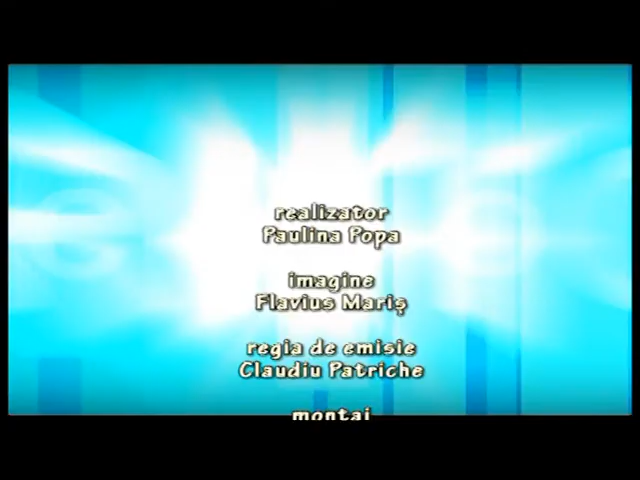 realizator
Paulina Popa
imagine
Flavius Mariș
regia de emisie
Claudiu Patriche
montaj